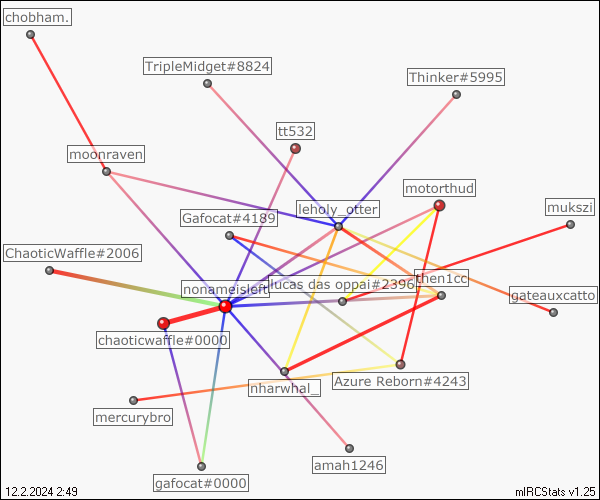 chobham.
TripleMidget#8824
Thinker#5995
tt532
moonraven
motorthud
leholy_otter
mukszi
Gafocat#4189
ChaoticWaffle#2006
nonameisleft
lucas das oppai#2396
then1cc
gateauxcatto
chaoticwaffle#0000
Azure Reborn#4243
nharwhal_
mercurybro
amah1246
gafocat#0000
12.2.2024 2:49
mIRCStats v1.25